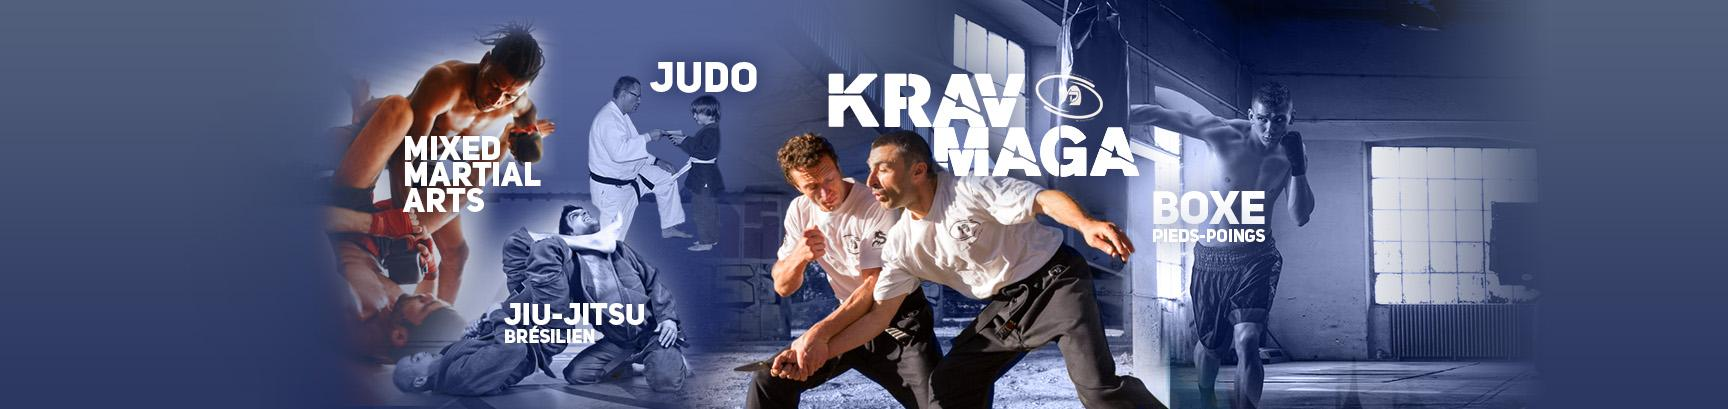 MIXED
MARTIAL
ARTS
JUDO
JIU-JITSU
BRÉSILIEN
KRAV
MAGA
BOXE
PIEDS-POINGS